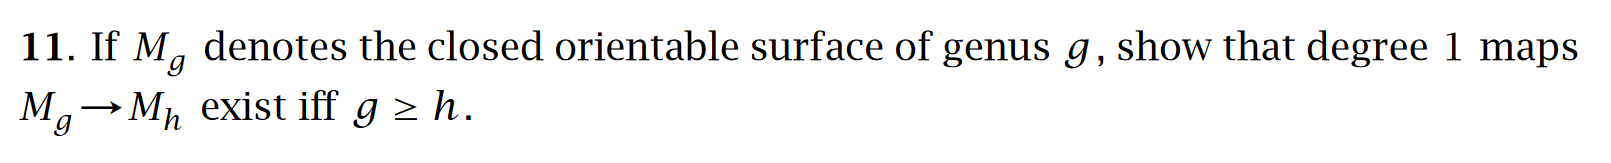 11. If M_g denotes the closed orientable surface of genus g, show that degree 1 maps
M_g → M_h exist iff g ≥ h.